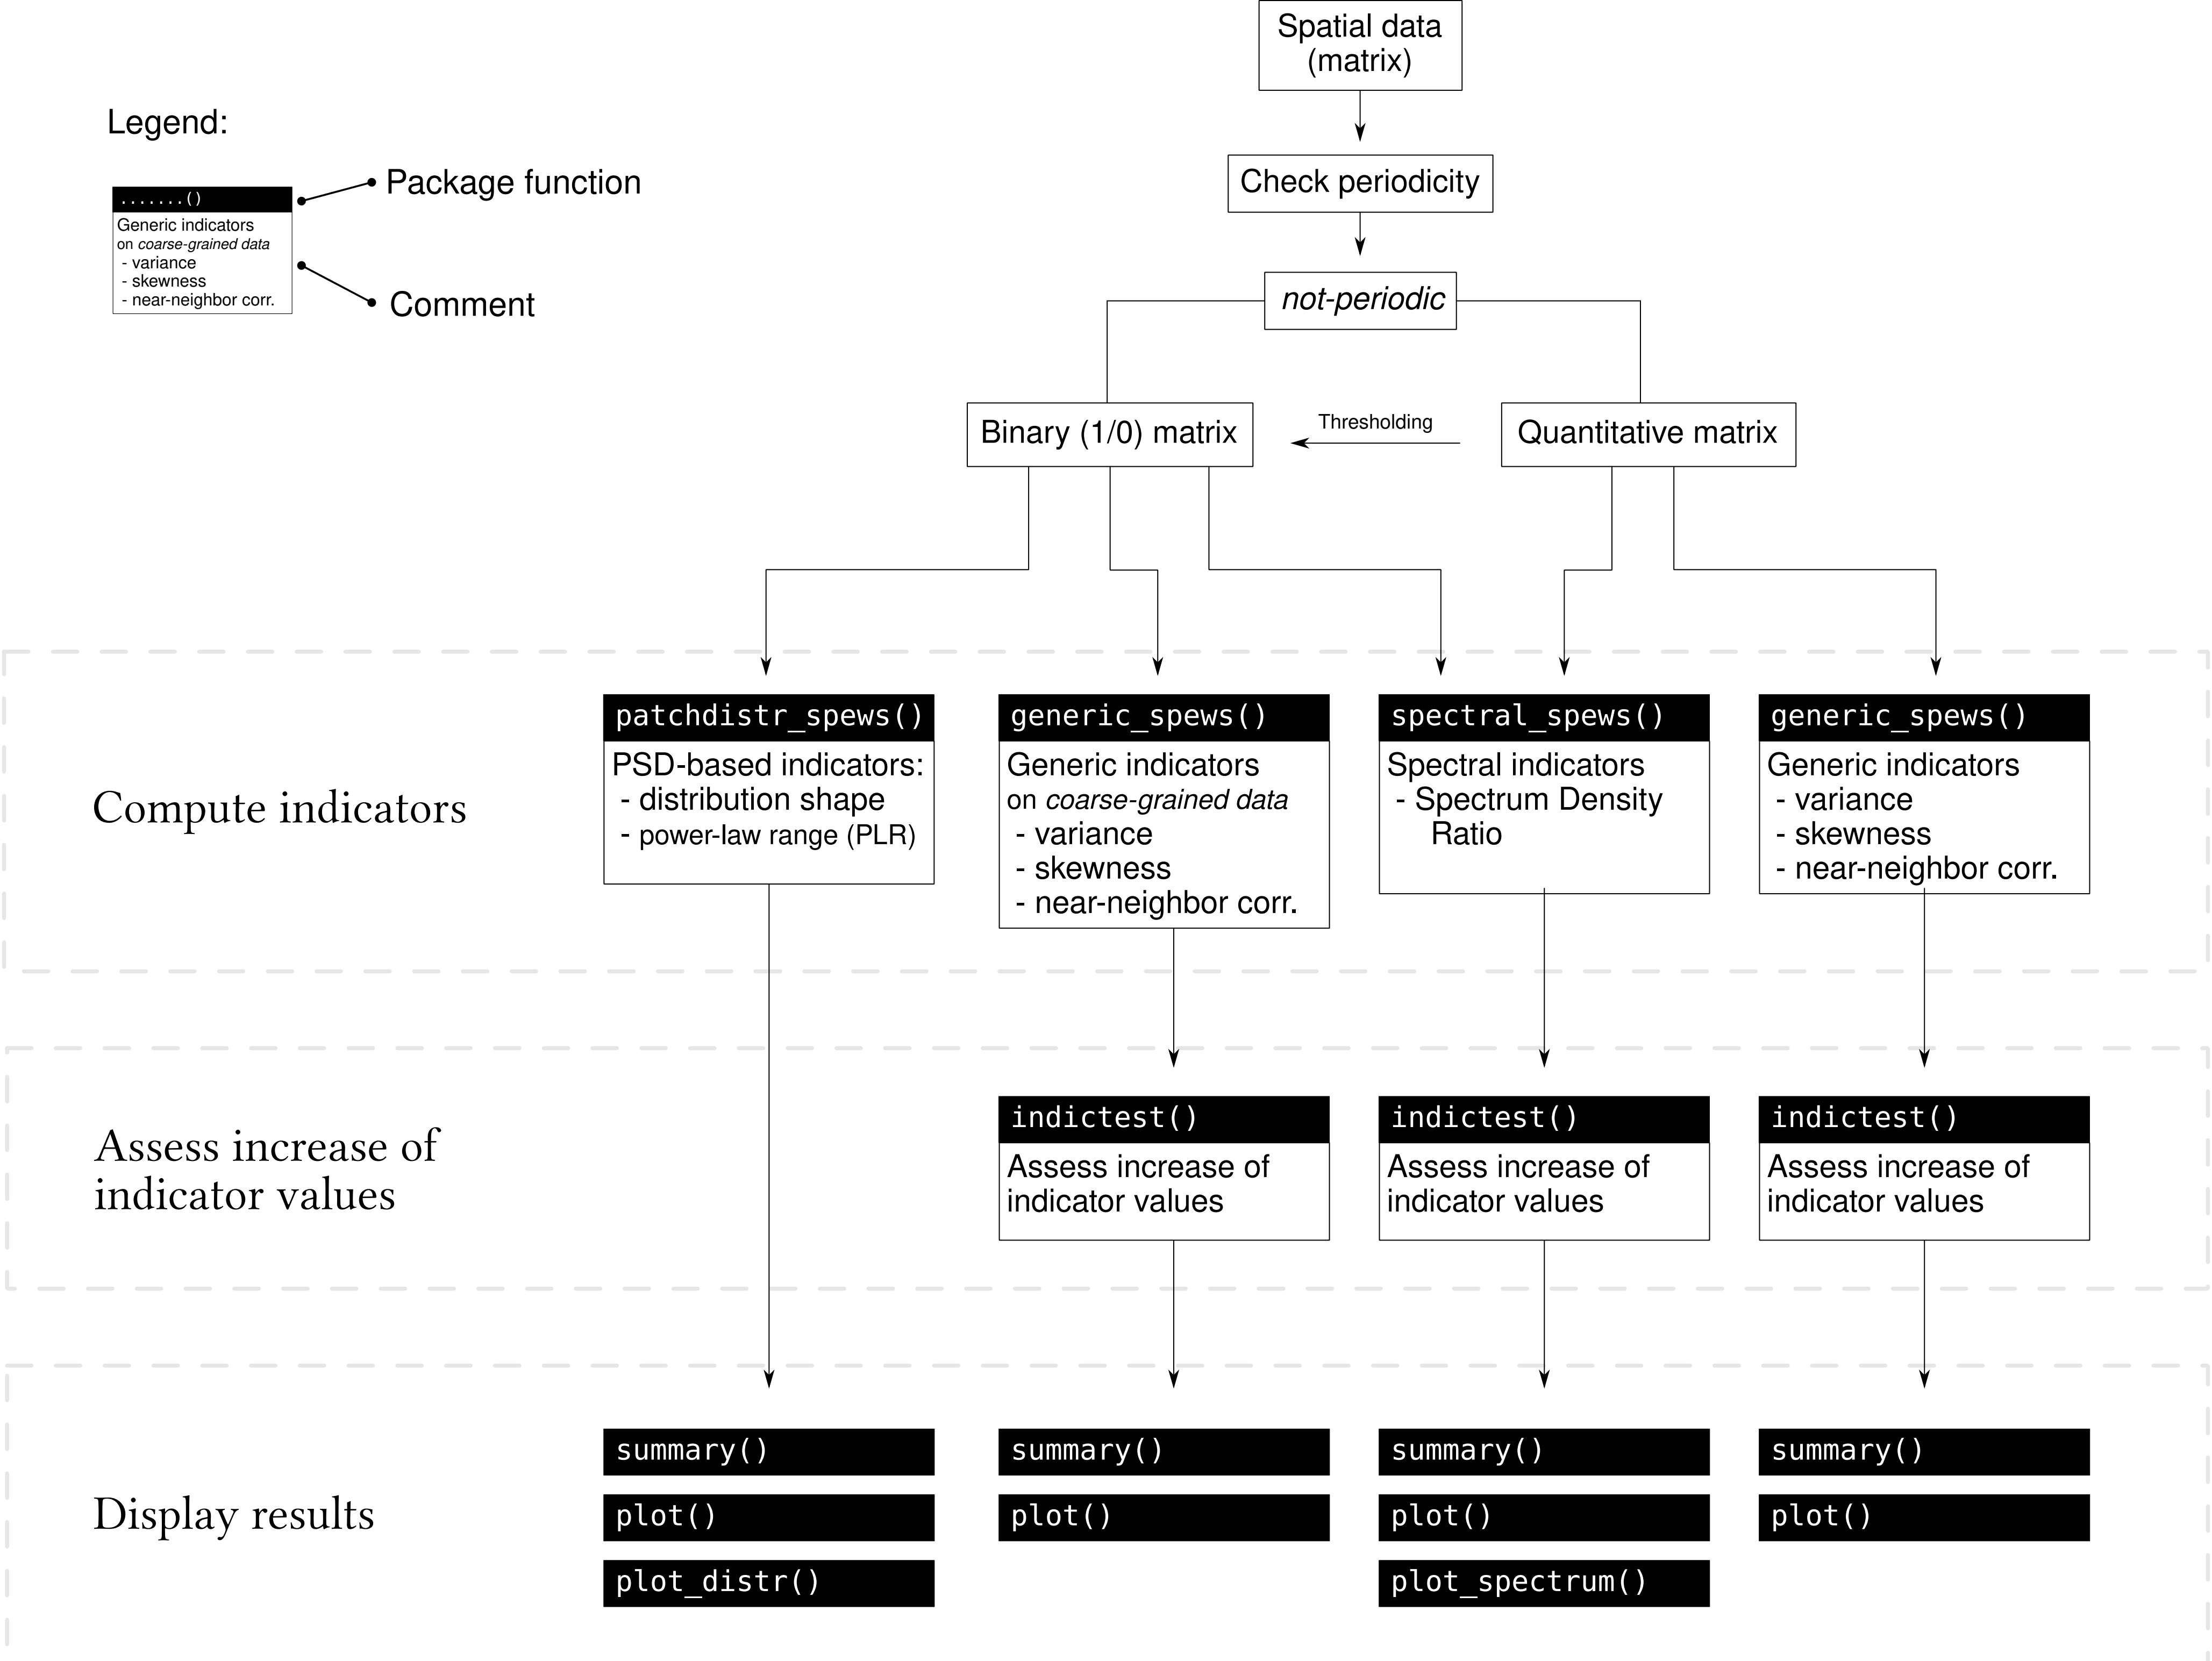 Spatial data
(matrix)
Legend:
.......()
Generic indicators
on coarse-grained data
- variance
- skewness
- near-neighbor corr.
Package function
Comment
Check periodicity
not-periodic
Binary (1/0) matrix
Thresholding
Quantitative matrix
Compute indicators
patchdistr_spews()
PSD-based indicators:
- distribution shape
- power-law range (PLR)
generic_spews()
Generic indicators
on coarse-grained data
- variance
- skewness
- near-neighbor corr.
spectral_spews()
Spectral indicators
- Spectrum Density
Ratio
generic_spews()
Generic indicators
- variance
- skewness
- near-neighbor corr.
Assess increase of
indicator values
indictest()
Assess increase of
indicator values
indictest()
Assess increase of
indicator values
indictest()
Assess increase of
indicator values
Display results
summary()
plot()
plot_distr()
summary()
plot()
summary()
plot()
plot_spectrum()
summary()
plot()